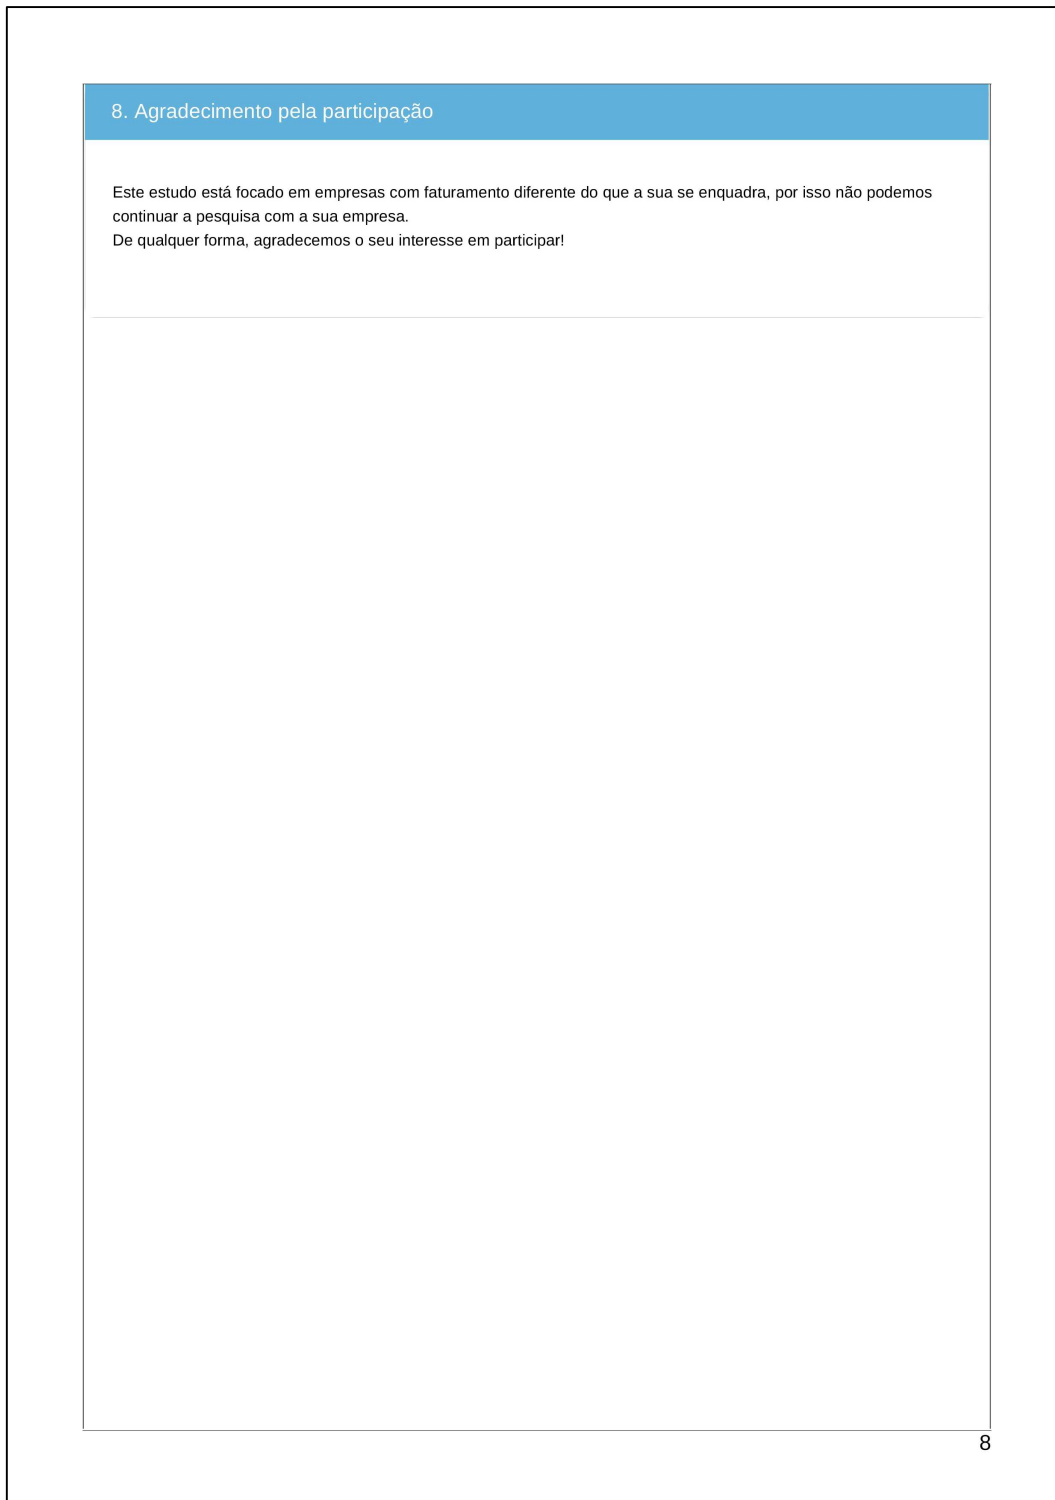 8. Agradecimento pela participação
Este estudo está focado em empresas com faturamento diferente do que a sua se enquadra, por isso não podemos
continuar a pesquisa com a sua empresa.
De qualquer forma, agradecemos o seu interesse em participar!
8